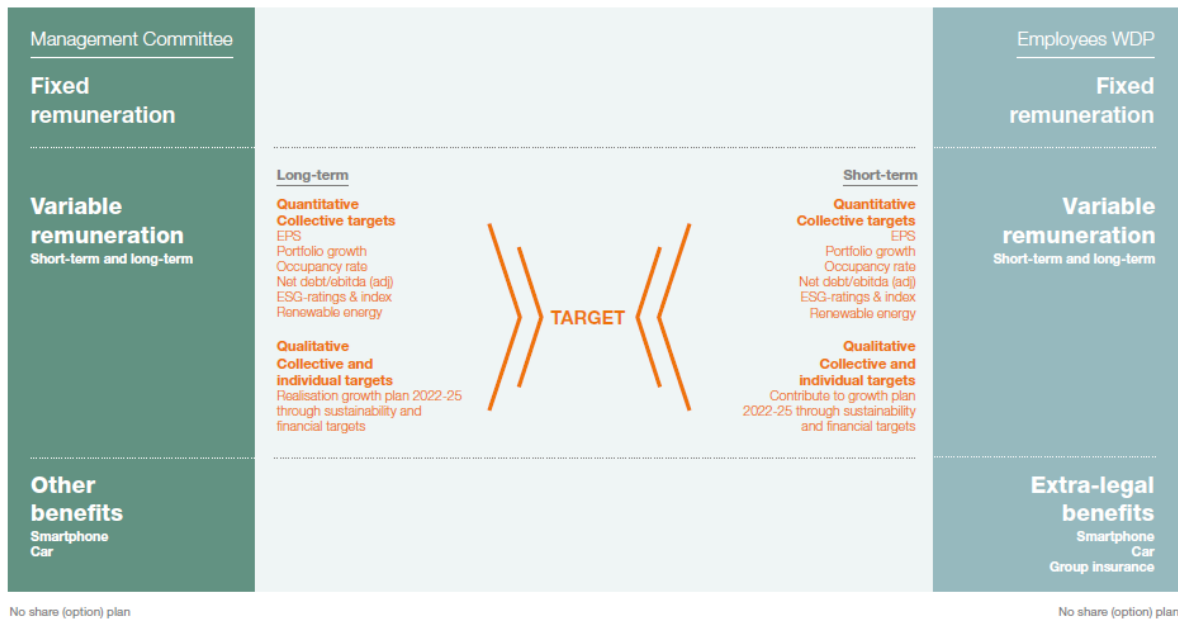 Management Committee
Fixed
remuneration
Variable
remuneration
Short-term and long-term
Other
benefits
Smartphone
Car
No share (option) plan
Long-term
Quantitative
Collective targets
EPS
Portfolio growth
Occupancy rate
Net debt/ebitda (adj)
ESG-ratings & index
Renewable energy
Qualitative
Collective and
individual targets
Realisation growth plan 2022-25
through sustainability and
financial targets
TARGET
Short-term
Quantitative
Collective targets
EPS
Portfolio growth
Occupancy rate
Net debt/ebitda (adj)
ESG-ratings & index
Renewable energy
Qualitative
Collective and
individual targets
Contribute to growth plan
2022-25 through sustainability
and financial targets
Employees WDP
Fixed
remuneration
Variable
remuneration
Short-term and long-term
Extra-legal
benefits
Smartphone
Car
Group insurance
No share (option) plan